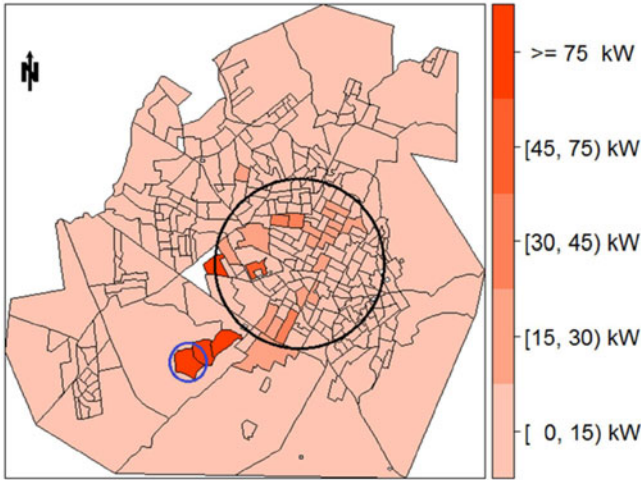 N
>= 75 kW
[45, 75) kW
[30, 45) kW
[15, 30) kW
[ 0, 15) kW